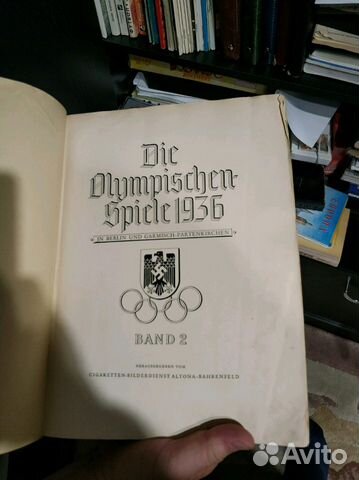 Die
Olympischen
Spiele 1936
IN BERLIN UND GARMISCH-PARTENKIRCHEN
BAND 2
HERAUSGEGEBEN VOM
CIGARETTEN-BILDERDIENST ALTONA-BAHRENFELD
Avito